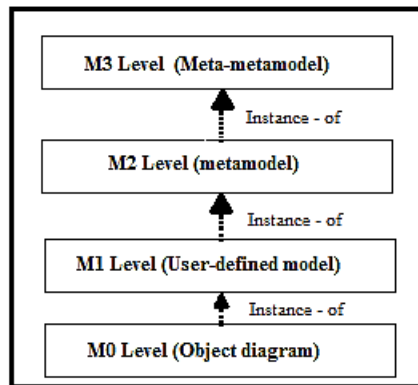 M3 Level (Meta-metamodel)
Instance - of
M2 Level (metamodel)
Instance - of
M1 Level (User-defined model)
Instance - of
M0 Level (Object diagram)